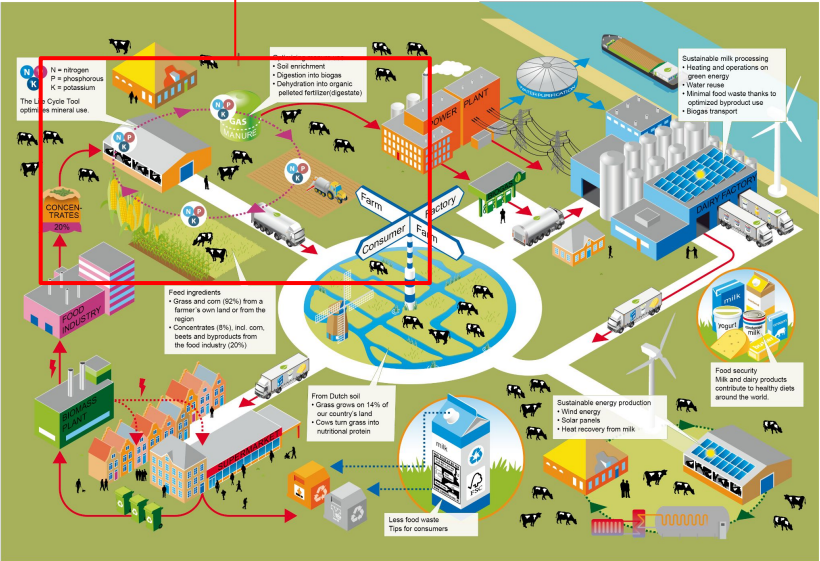 N = nitrogen
P = phosphorous
K = potassium
The Life Cycle Tool
optimizes mineral use.
N
P
K
N
P
K
N
P
K
N
P
K
N
P
K
• Soil enrichment
• Digestion into biogas
• Dehydration into organic
pelleted fertlizer(digestate)
GAS
MANURE
POWER PLANT
WATERPURIFICATION
Sustainable milk processing
• Heating and operations on
green energy
• Water reuse
• Minimal food waste thanks to
optimized byproduct use
• Biogas transport
DAIRY FACTORY
CONCEN-
TRATES
20%
Farm
Factory
Consumer
Farm
FOOD
INDUSTRY
Feed ingredients
• Grass and corn (92%) from a
farmer's own land or from the
region
• Concentrates (8%), incl. corn,
beets and byproducts from
the food industry (20%)
milk
yogurt
milk
Food security
Milk and dairy products
contribute to healthy diets
around the world.
BIOMASS
PLANT
From Dutch soil
• Grass grows on 14% of
our country's land
• Cows turn grass into
nutritional protein
Sustainable energy production
• Wind energy
• Solar panels
• Heat recovery from milk
SUPERMARKET
milk
FSC
Less food waste
Tips for consumers